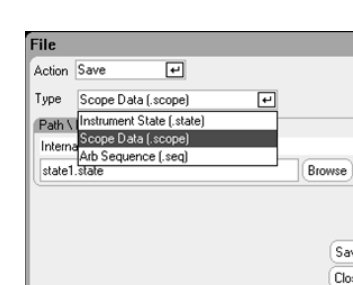 File
Action Save
Type Scope Data (.scope)
Instrument State (.state)
Path \
Scope Data (.scope)
Arb Sequence (.seq)
state1.state Browse